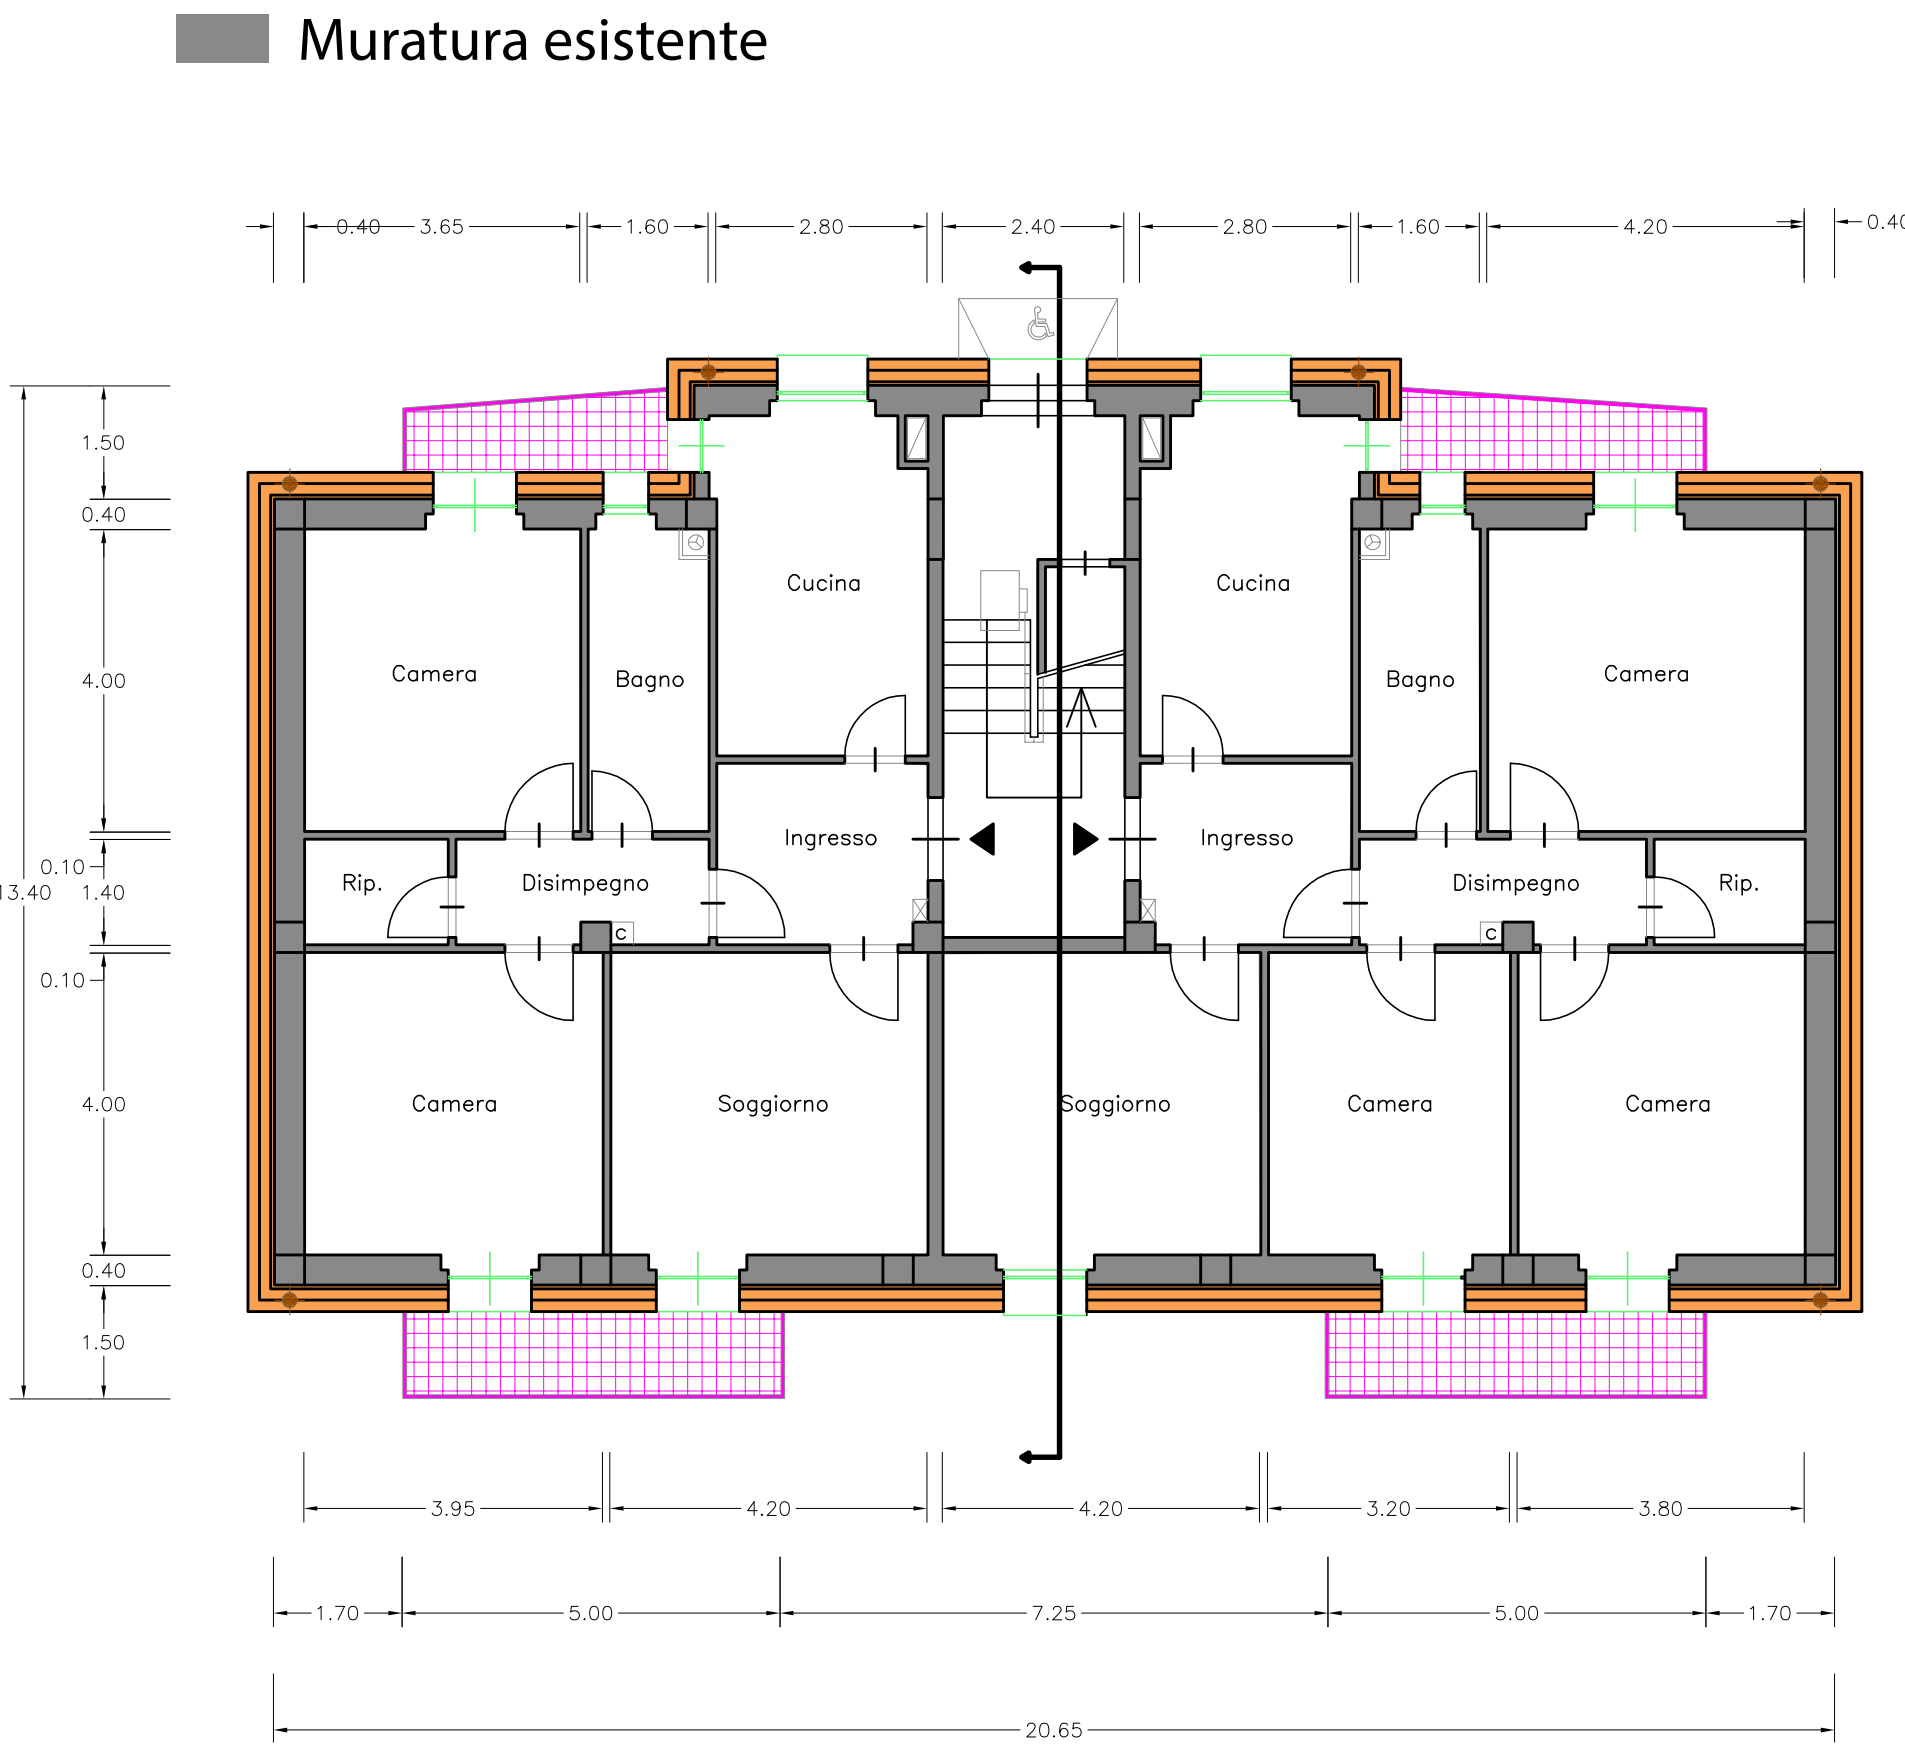 Muratura esistente
0.40 3.65 1.60 2.80 2.40 2.80 1.60 4.20 0.40
1.50
0.40
4.00
0.10
13.40 1.40
0.10
4.00
0.40
1.50
Cucina Cucina
Camera Bagno Bagno Camera
Ingresso Ingresso
Rip. Disimpegno Disimpegno Rip.
C C
Camera Soggiorno Soggiorno Camera Camera
3.95 4.20 4.20 3.20 3.80
1.70 5.00 7.25 5.00 1.70
20.65